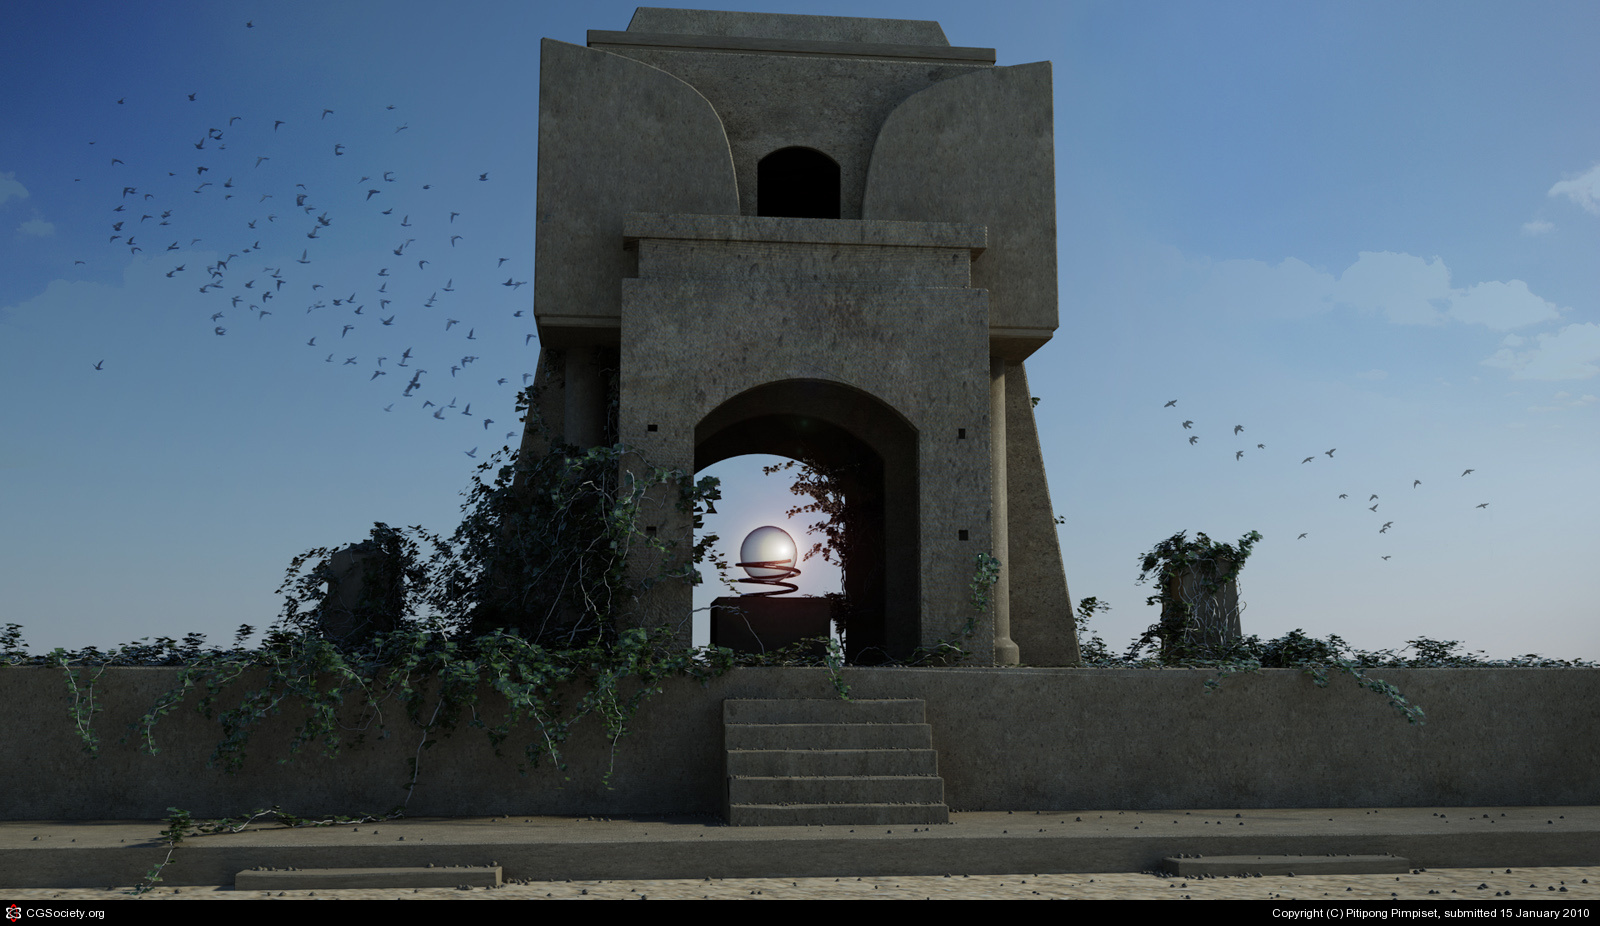 CGSociety.org
Copyright (C) Pitipong Pimpiset, submitted 15 January 2010